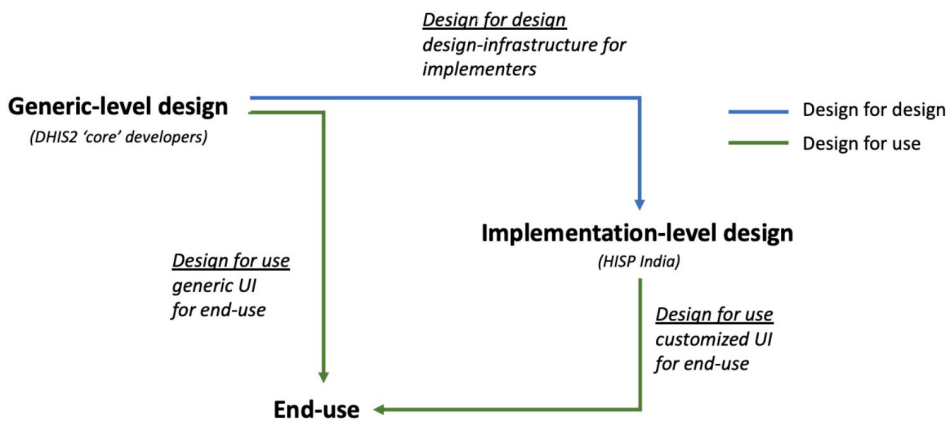 Design for design
design-infrastructure for
implementers
Generic-level design
(DHIS2 ‘core’ developers)
Design for design
Design for use
Implementation-level design
(HISP India)
Design for use
generic UI
for end-use
Design for use
customized UI
for end-use
End-use